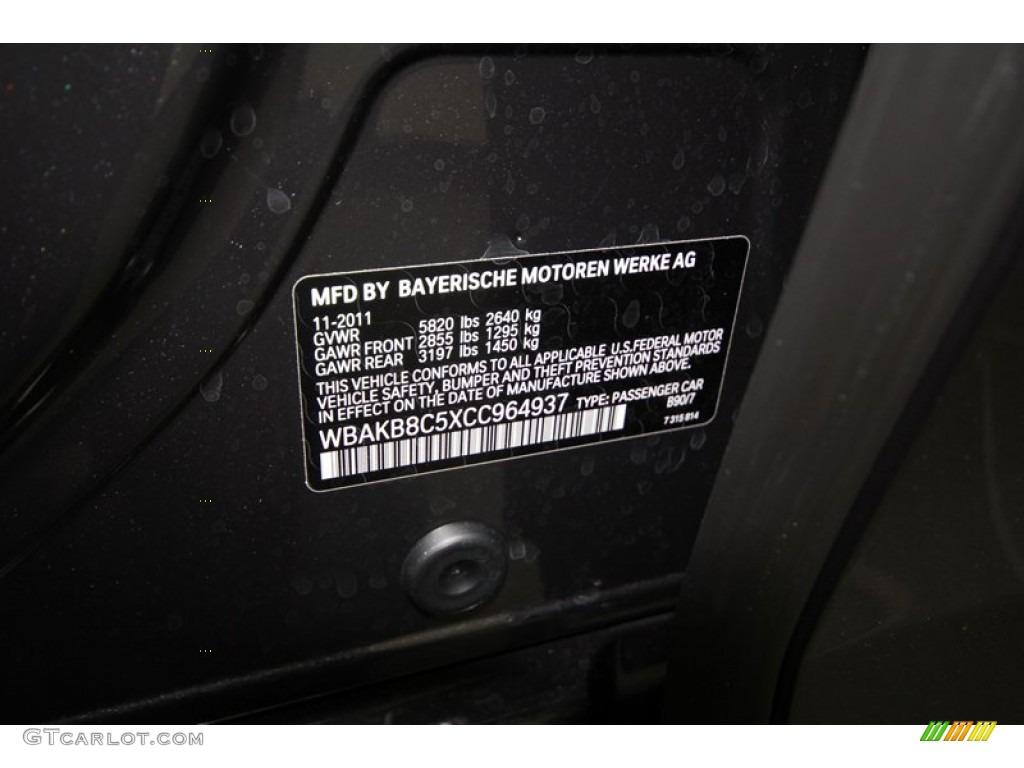 MFD BY BAYERISCHE MOTOREN WERKE AG
11-2011
GVWR 5820 lbs 2640 kg
GAWR FRONT 2855 lbs 1295 kg
GAWR REAR 3197 lbs 1450 kg
THIS VEHICLE CONFORMS TO ALL APPLICABLE U.S.FEDERAL MOTOR
VEHICLE SAFETY, BUMPER AND THEFT PREVENTION STANDARDS
IN EFFECT ON THE DATE OF MANUFACTURE SHOWN ABOVE.
WBAKB8C5XCC964937 TYPE: PASSENGER CAR
B90/7
7 315 814
GTCARLOT.COM